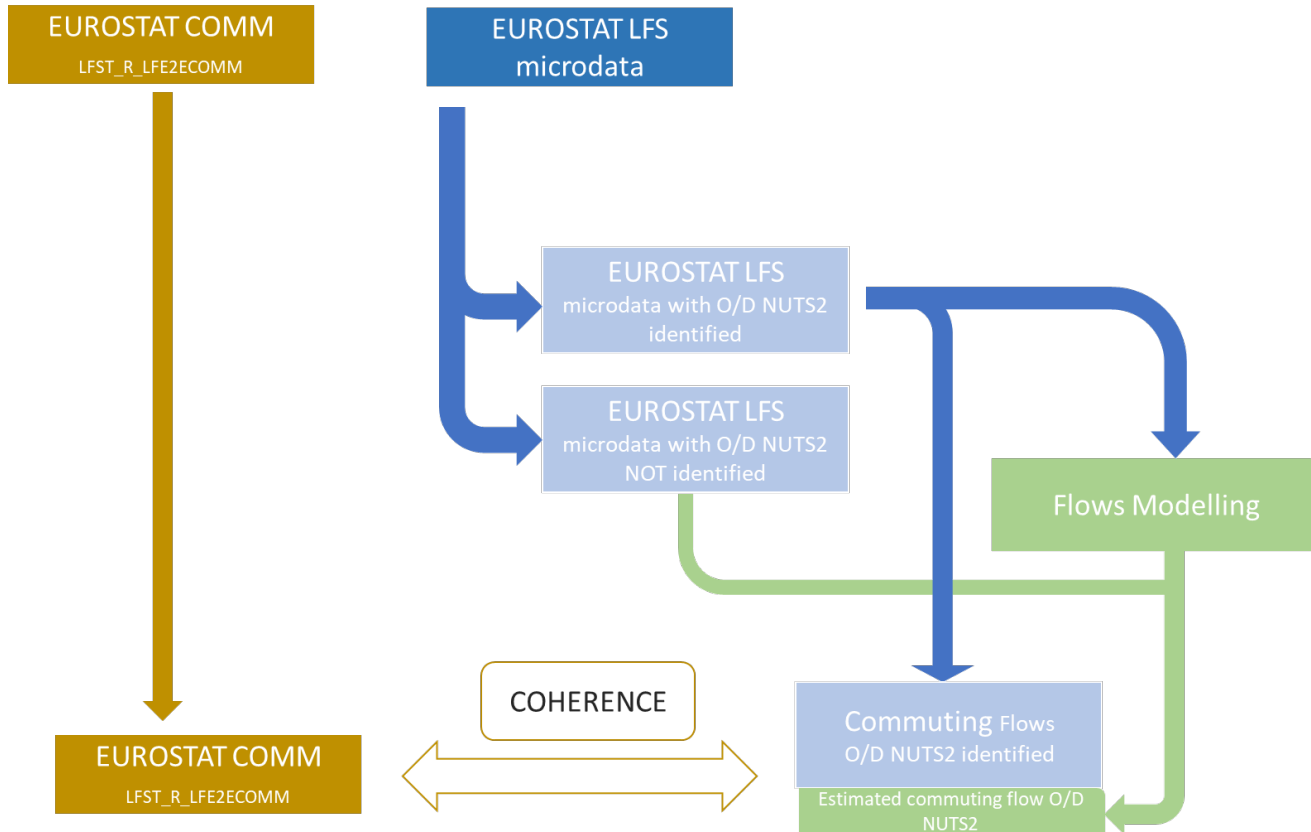 EUROSTAT COMM
LFST_R_LFE2ECOMM
EUROSTAT LFS
microdata
EUROSTAT LFS
microdata with O/D NUTS2
identified
EUROSTAT LFS
microdata with O/D NUTS2
NOT identified
Flows Modelling
COHERENCE
EUROSTAT COMM
LFST_R_LFE2ECOMM
Commuting Flows
O/D NUTS2 identified
Estimated commuting flow O/D
NUTS2